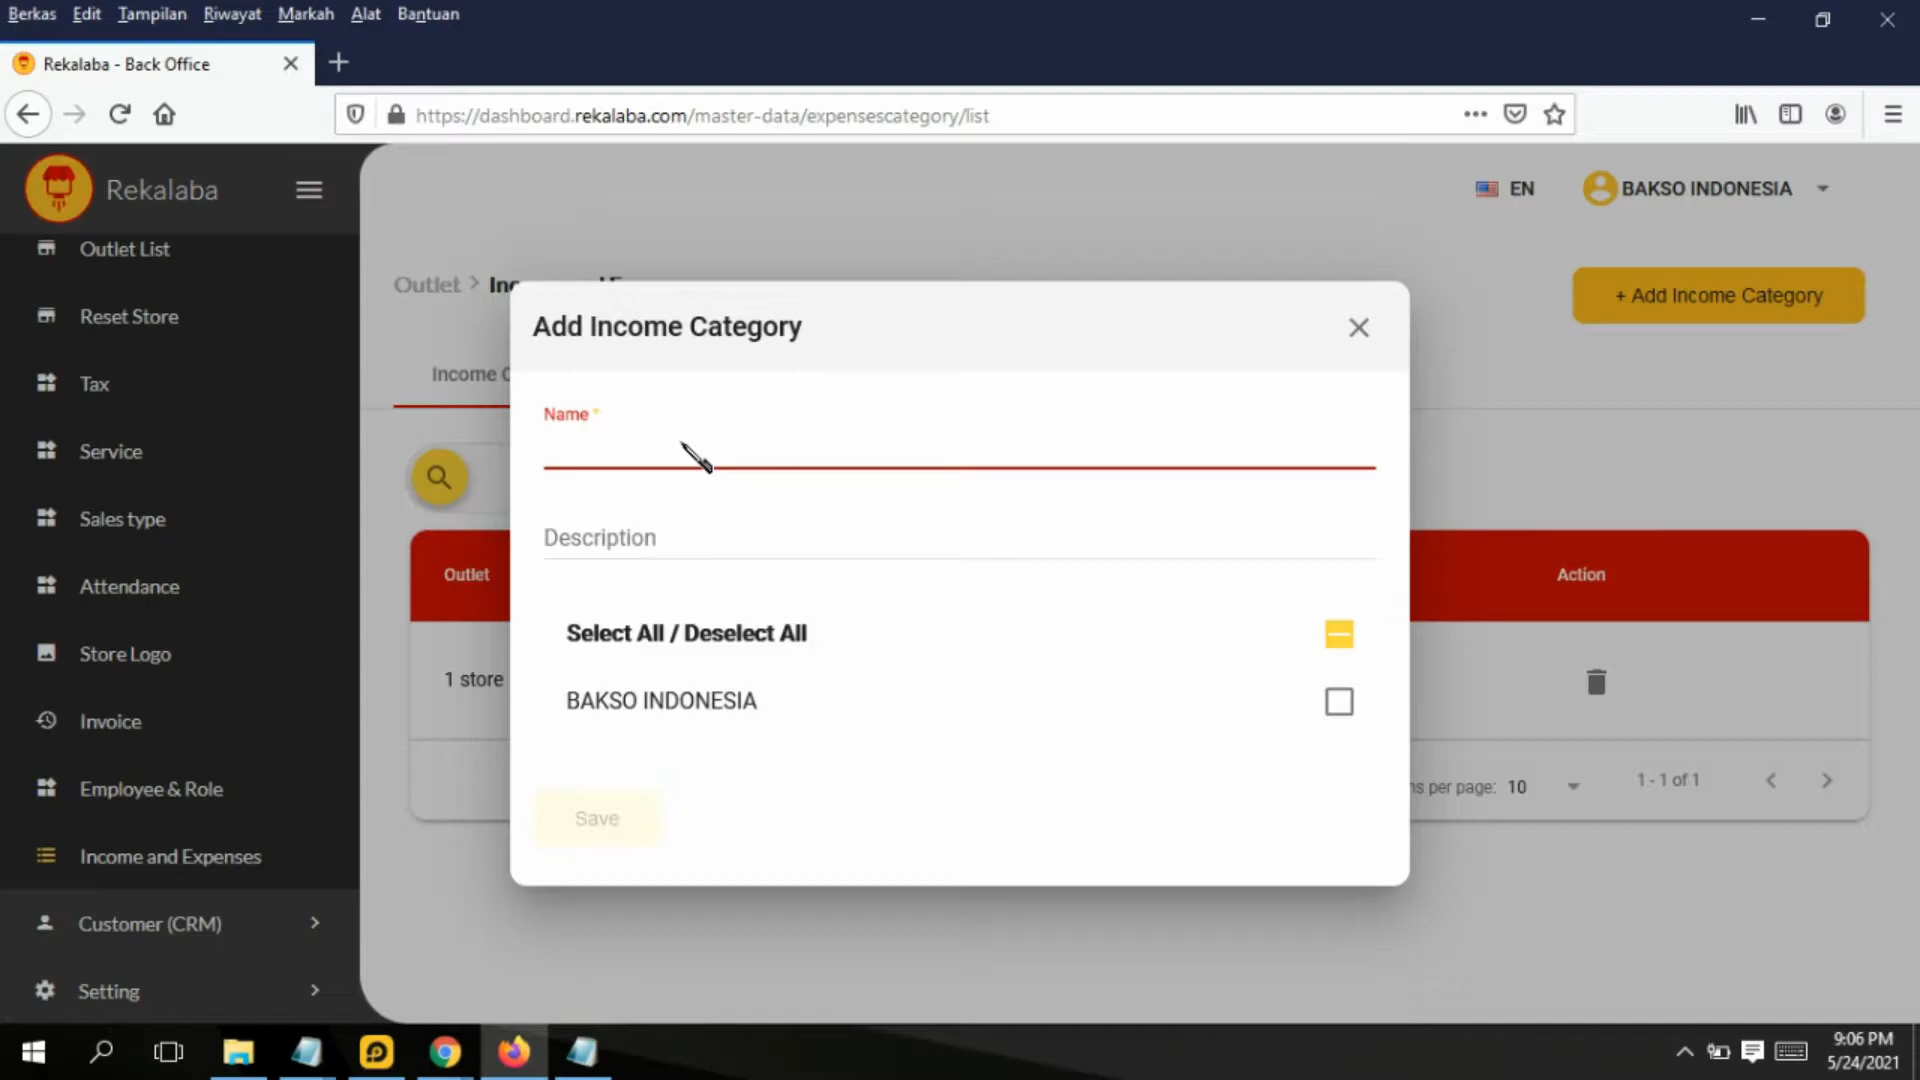 Berkas Edit Tampilan Riwayat Markah Alat Bantuan
Rekalaba - Back Office
https://dashboard.rekalaba.com/master-data/expensescategory/list
Rekalaba
EN
BAKSO INDONESIA
Outlet List
Reset Store
Tax
Service
Sales type
Attendance
Store Logo
Invoice
Employee & Role
Income and Expenses
Customer (CRM)
Setting
Outlet >
+ Add Income Category
Income
Outlet
Action
1 store
per page: 10
1 - 1 of 1
Add Income Category
Name *
Description
Select All / Deselect All
BAKSO INDONESIA
Save
9:06 PM
5/24/2021